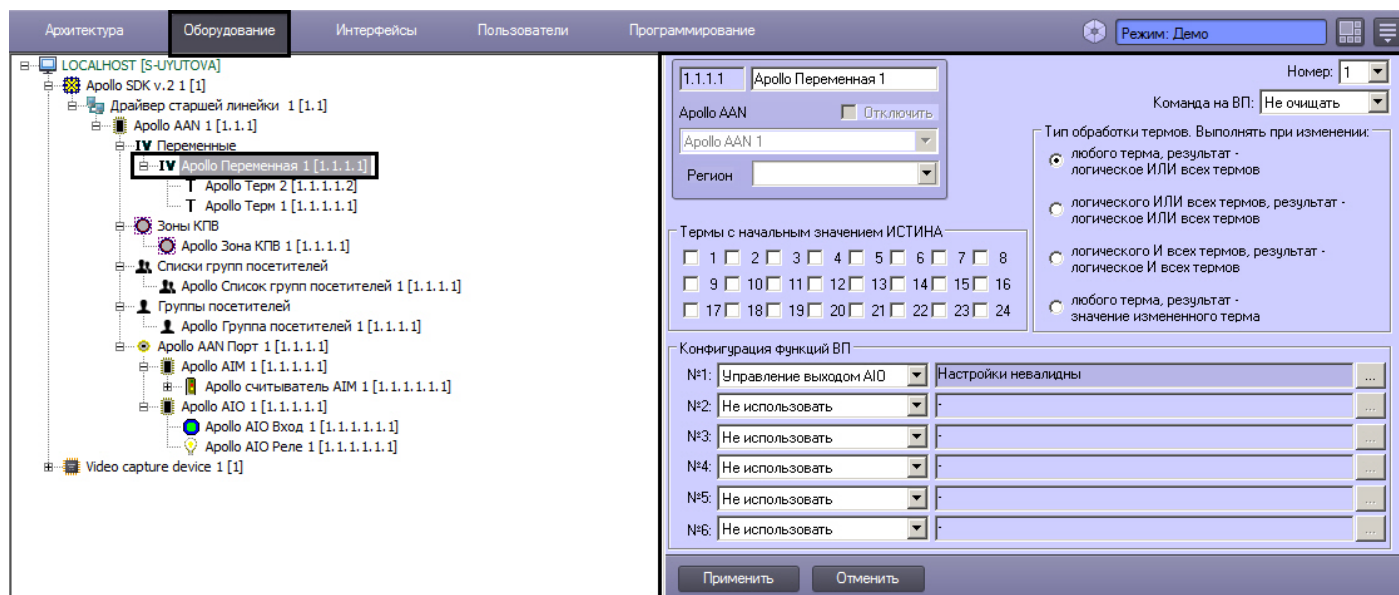 Архитектура Оборудование Интерфейсы Пользователи Программирование Режим: Демо
LOCALHOST [S-UYUTOVA]
Apollo SDK v.2 1 [1]
Драйвер старшей линейки 1 [1.1]
Apollo AAN 1 [1.1.1]
IV Переменные
IV Apollo Переменная 1 [1.1.1.1]
T Apollo Терм 2 [1.1.1.1.2]
T Apollo Терм 1 [1.1.1.1.1]
Зоны КПВ
Apollo Зона КПВ 1 [1.1.1.1]
Списки групп посетителей
Apollo Список групп посетителей 1 [1.1.1.1]
Группы посетителей
Apollo Группа посетителей 1 [1.1.1.1]
Apollo AAN Порт 1 [1.1.1.1]
Apollo AIM 1 [1.1.1.1.1]
Apollo считыватель AIM 1 [1.1.1.1.1.1]
Apollo AIO 1 [1.1.1.1.1]
Apollo AIO Вход 1 [1.1.1.1.1.1]
Apollo AIO Реле 1 [1.1.1.1.1.1]
Video capture device 1 [1]
1.1.1.1 Apollo Переменная 1
Apollo AAN Отключить
Apollo AAN 1
Регион
Номер: 1
Команда на ВП: Не очищать
Тип обработки термов. Выполнять при изменении:
любого терма, результат -
логическое ИЛИ всех термов
логического ИЛИ всех термов, результат -
логическое ИЛИ всех термов
логического И всех термов, результат -
логическое И всех термов
любого терма, результат -
значение измененного терма
Термы с начальным значением ИСТИНА
1 2 3 4 5 6 7 8
9 10 11 12 13 14 15 16
17 18 19 20 21 22 23 24
Конфигурация функций ВП
№1: Управление выходом AIO Настройки невалидны ...
№2: Не использовать - ...
№3: Не использовать - ...
№4: Не использовать - ...
№5: Не использовать - ...
№6: Не использовать - ...
Применить Отменить